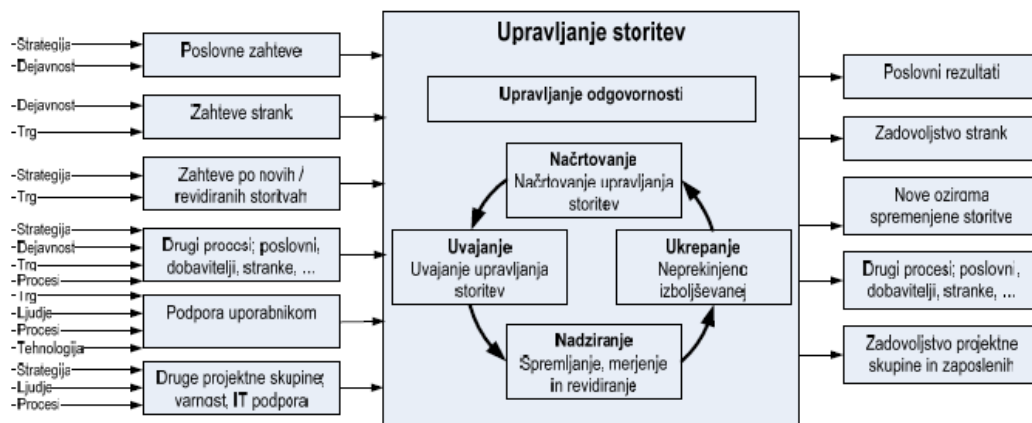 -Strategija
-Dejavnost
Poslovne zahteve
-Dejavnost
-Trg
Zahteve strank
-Strategija
-Trg
Zahteve po novih /
revidiranih storitvah
-Strategija
-Dejavnost
-Trg
-Procesi
Drugi procesi; poslovni,
dobavitelji, stranke, ...
-Trg
-Ljudje
-Procesi
-Tehnologija
Podpora uporabnikom
-Strategija
-Ljudje
-Procesi
Druge projektne skupine;
varnost, IT podpora
Upravljanje storitev
Upravljanje odgovornosti
Načrtovanje
Načrtovanje upravljanja
storitev
Uvajanje
Uvajanje upravljanja
storitev
Ukrepanje
Neprekinjeno
izboljševanej
Nadziranje
Spremljanje, merjenje
in revidiranje
Poslovni rezultati
Zadovoljstvo strank
Nove oziroma
spremenjene storitve
Drugi procesi; poslovni,
dobavitelji, stranke, ...
Zadovoljstvo projektne
skupine in zaposlenih